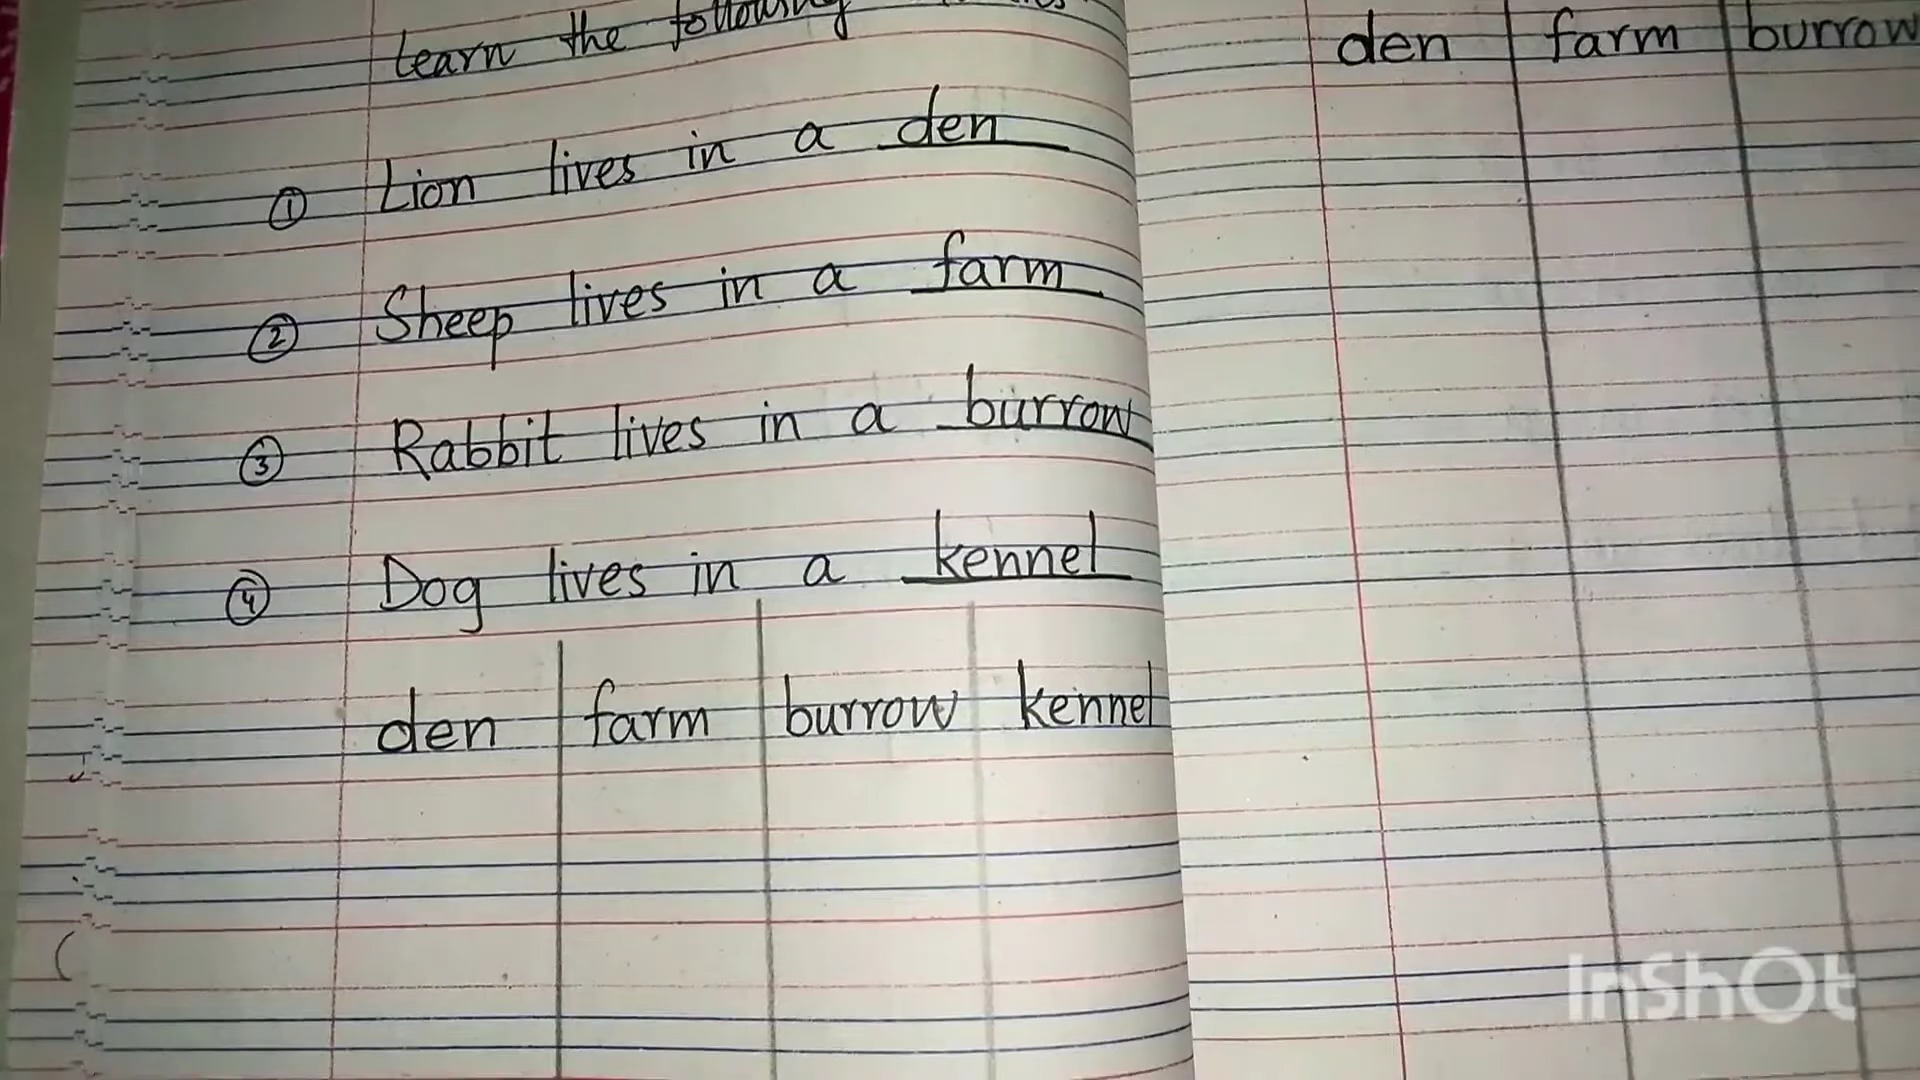 Learn the following
① Lion lives in a den
② Sheep lives in a farm
③ Rabbit lives in a burrow
④ Dog lives in a kennel
den farm burrow kennel
den farm burrow
InShOt